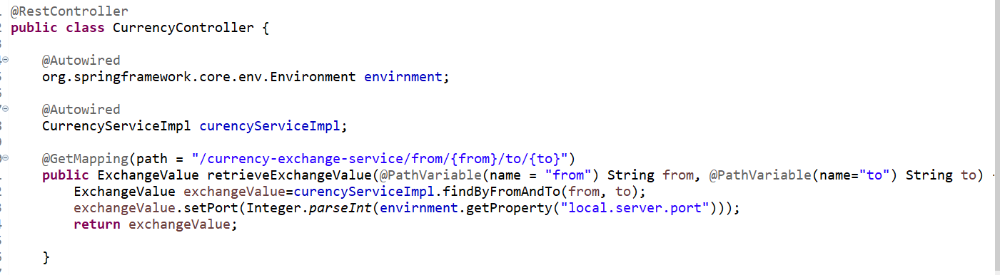 @RestController
public class CurrencyController {
@Autowired
org.springframework.core.env.Environment envirnment;
@Autowired
CurrencyServiceImpl curencyServiceImpl;
@GetMapping(path = "/currency-exchange-service/from/{from}/to/{to}")
public ExchangeValue retrieveExchangeValue(@PathVariable(name = "from") String from, @PathVariable(name="to") String to)
ExchangeValue exchangeValue=curencyServiceImpl.findByFromAndTo(from, to);
exchangeValue.setPort(Integer.parseInt(envirnment.getProperty("local.server.port")));
return exchangeValue;
}